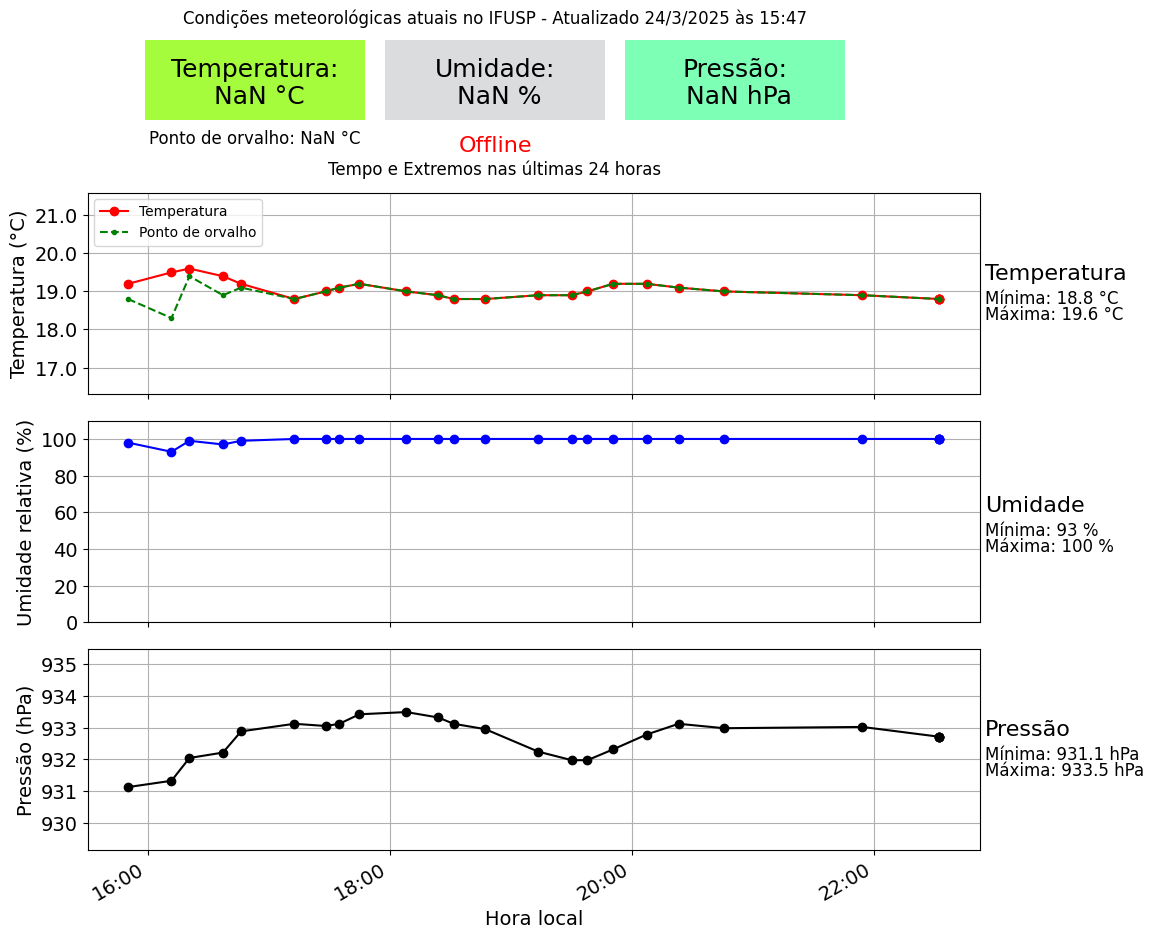 Condições meteorológicas atuais no IFUSP - Atualizado 24/3/2025 às 15:47
Temperatura:
NaN °C
Umidade:
NaN %
Pressão:
NaN hPa
Ponto de orvalho: NaN °C
Offline
Tempo e Extremos nas últimas 24 horas
Temperatura (°C)
21.0
20.0
19.0
18.0
17.0
Temperatura
Ponto de orvalho
Temperatura
Mínima: 18.8 °C
Máxima: 19.6 °C
Umidade relativa (%)
100
80
60
40
20
0
Umidade
Mínima: 93 %
Máxima: 100 %
Pressão (hPa)
935
934
933
932
931
930
Pressão
Mínima: 931.1 hPa
Máxima: 933.5 hPa
16:00
18:00
20:00
22:00
Hora local